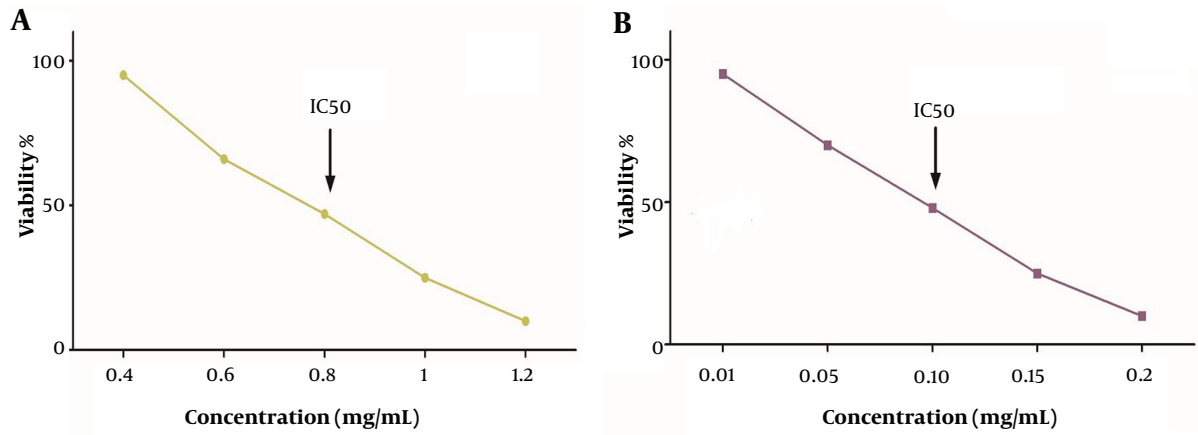 A
100
50
0
Viability %
IC50
0.4 0.6 0.8 1 1.2
Concentration (mg/mL)
B
100
50
0
Viability %
IC50
0.01 0.05 0.10 0.15 0.2
Concentration (mg/mL)